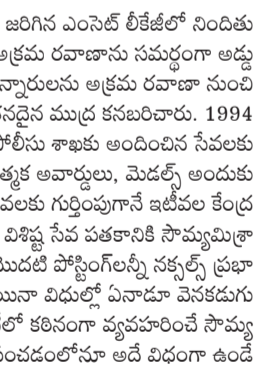 జరిగిన ఎంసెట్ లీకేజీలో నిందితు
అక్రమ రవాణాను సమర్థంగా అడ్డు
న్నారులను అక్రమ రవాణా నుంచి
నదైన ముద్ర కనబరిచారు. 1994
పోలీసు శాఖకు అందించిన సేవలకు
త్మక అవార్డులు, మెడల్స్ అందుకు
వలకు గుర్తింపుగానే ఇటీవల కేంద్ర
విశిష్ట సేవ పతకానికి సౌమ్యమిశ్రా
మొదటి పోస్టింగ్‌లన్నీ నక్సల్స్ ప్రభా
యినా విధుల్లో ఏనాడూ వెనకడుగు
లో కఠినంగా వ్యవహరించే సౌమ్య
ంచడంలోనూ అదే విధంగా ఉండే